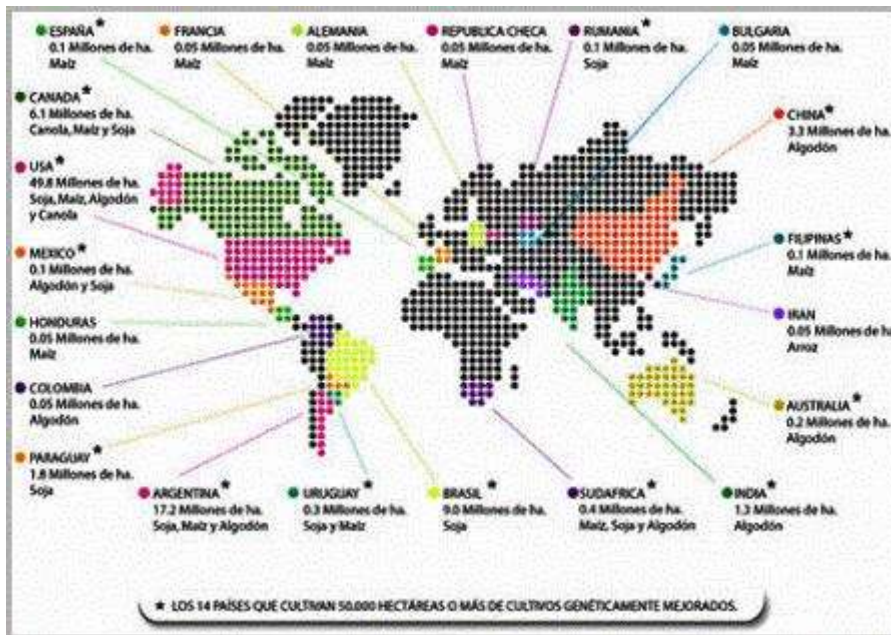 ESPAÑA *
0.1 Millones de ha.
Maíz
FRANCIA
0.05 Millones de ha.
Maíz
ALEMANIA
0.05 Millones de ha.
Maíz
REPUBLICA CHECA
0.05 Millones de ha.
Maíz
RUMANIA *
0.1 Millones de ha.
Soja
BULGARIA
0.05 Millones de ha.
Maíz
CANADA *
6.1 Millones de ha.
Canola, Maíz y Soja
CHINA *
3.3 Millones de ha.
Algodón
USA *
49.8 Millones de ha.
Soja, Maíz, Algodón
y Canola
FILIPINAS *
0.1 Millones de ha.
Maíz
MEXICO *
0.1 Millones de ha.
Algodón y Soja
IRAN
0.05 Millones de ha.
Arroz
HONDURAS
0.05 Millones de ha.
Maíz
COLOMBIA
0.05 Millones de ha.
Algodón
AUSTRALIA *
0.2 Millones de ha.
Algodón
PARAGUAY *
1.8 Millones de ha.
Soja
ARGENTINA *
17.2 Millones de ha.
Soja, Maíz y Algodón
URUGUAY *
0.3 Millones de ha.
Soja y Maíz
BRASIL *
9.0 Millones de ha.
Soja
SUDAFRICA *
0.4 Millones de ha.
Maíz, Soja y Algodón
INDIA *
1.3 Millones de ha.
Algodón
* LOS 14 PAÍSES QUE CULTIVAN 50.000 HECTÁREAS O MÁS DE CULTIVOS GENÉTICAMENTE MEJORADOS.